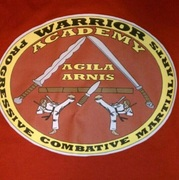 WARRIOR
ACADEMY
AGILA
ARNIS
PROGRESSIVE COMBATIVE MARTIAL ARTS